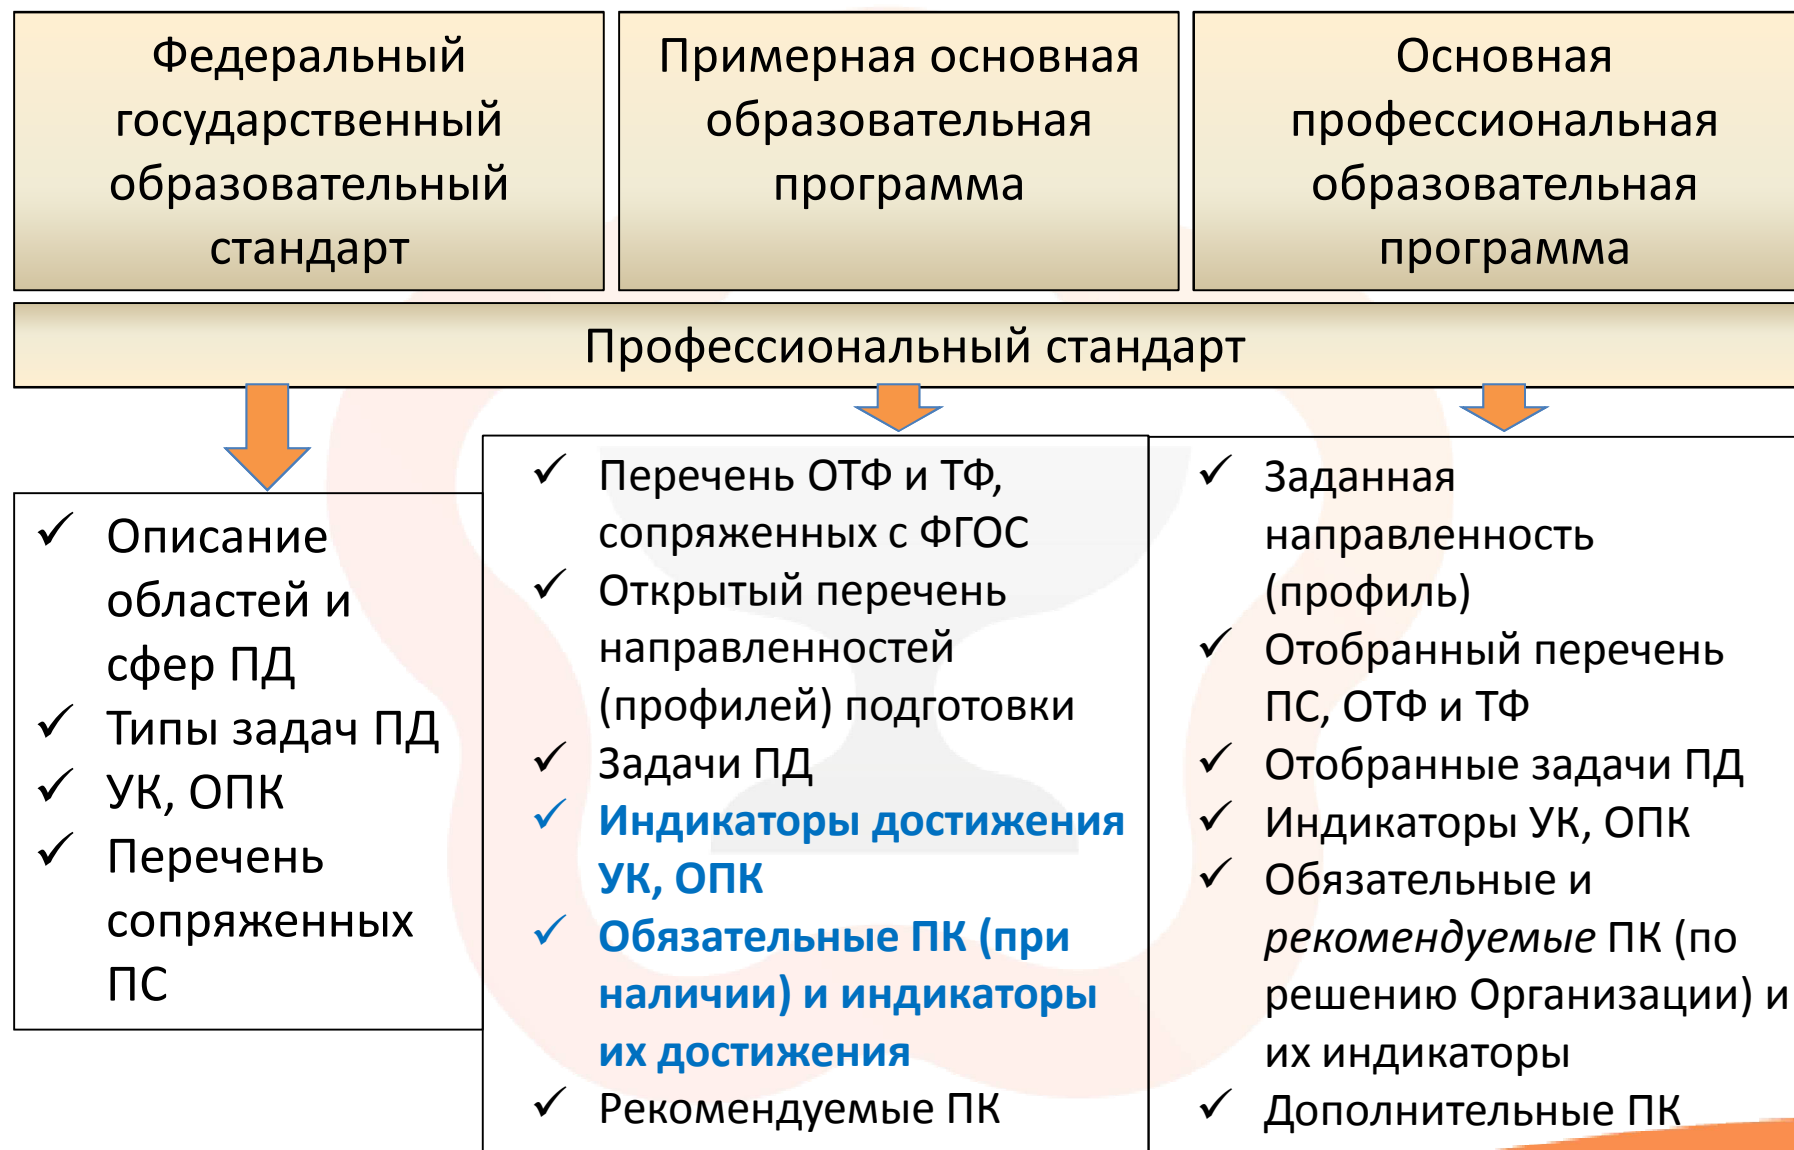 Федеральный
государственный
образовательный
стандарт
Примерная основная
образовательная
программа
Основная
профессиональная
образовательная
программа
Профессиональный стандарт
✓ Описание
областей и
сфер ПД
✓ Типы задач ПД
✓ УК, ОПК
✓ Перечень
сопряженных
ПС
✓ Перечень ОТФ и ТФ,
сопряженных с ФГОС
✓ Открытый перечень
направленностей
(профилей) подготовки
✓ Задачи ПД
✓ Индикаторы достижения
УК, ОПК
✓ Обязательные ПК (при
наличии) и индикаторы
их достижения
✓ Рекомендуемые ПК
✓ Заданная
направленность
(профиль)
✓ Отобранный перечень
ПС, ОТФ и ТФ
✓ Отобранные задачи ПД
✓ Индикаторы УК, ОПК
✓ Обязательные и
рекомендуемые ПК (по
решению Организации) и
их индикаторы
✓ Дополнительные ПК